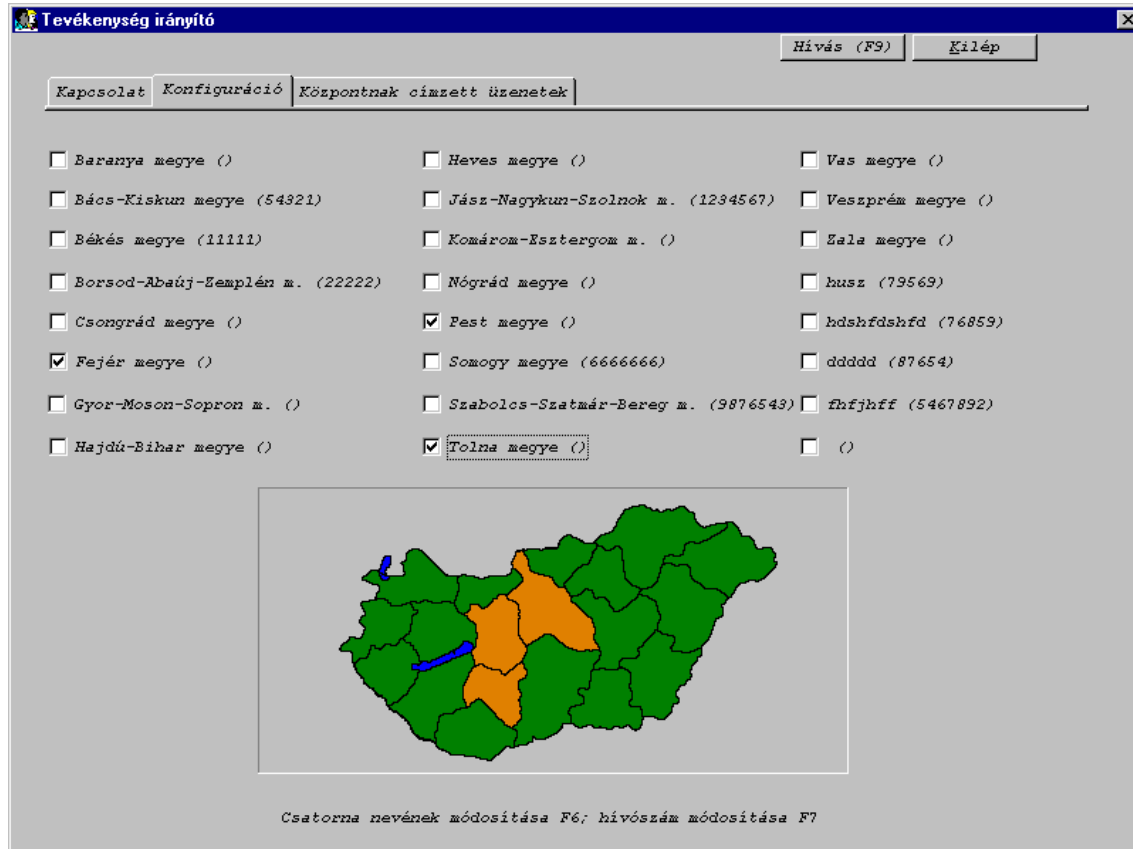 Tevékenység irányító
Hívás (F9) Kilép
Kapcsolat Konfiguráció Központnak címzett üzenetek
Baranya megye () Heves megye () Vas megye ()
Bács-Kiskun megye (54321) Jász-Nagykun-Szolnok m. (1234567) Veszprém megye ()
Békés megye (11111) Komárom-Esztergom m. () Zala megye ()
Borsod-Abaúj-Zemplén m. (22222) Nógrád megye () husz (79569)
Csongrád megye () Pest megye () hdshfdshfd (76859)
Fejér megye () Somogy megye (6666666) ddddd (87654)
Gyor-Moson-Sopron m. () Szabolcs-Szatmár-Bereg m. (9876543) fhfjhff (5467892)
Hajdú-Bihar megye () Tolna megye () ()
Csatorna nevének módosítása F6; hívószám módosítása F7